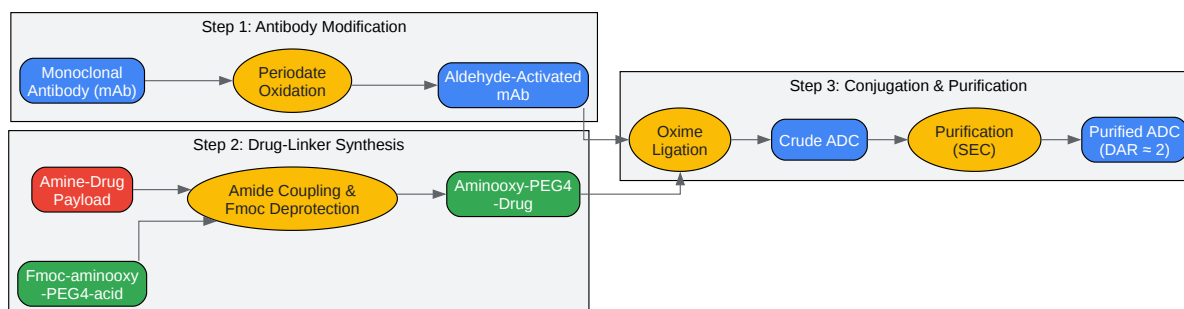 Step 1: Antibody Modification
Monoclonal
Antibody (mAb)
Periodate
Oxidation
Aldehyde-Activated
mAb
Step 2: Drug-Linker Synthesis
Amine-Drug
Payload
Fmoc-aminooxy
-PEG4-acid
Amide Coupling &
Fmoc Deprotection
Aminooxy-PEG4
-Drug
Step 3: Conjugation & Purification
Oxime
Ligation
Crude ADC
Purification
(SEC)
Purified ADC
(DAR ≈ 2)